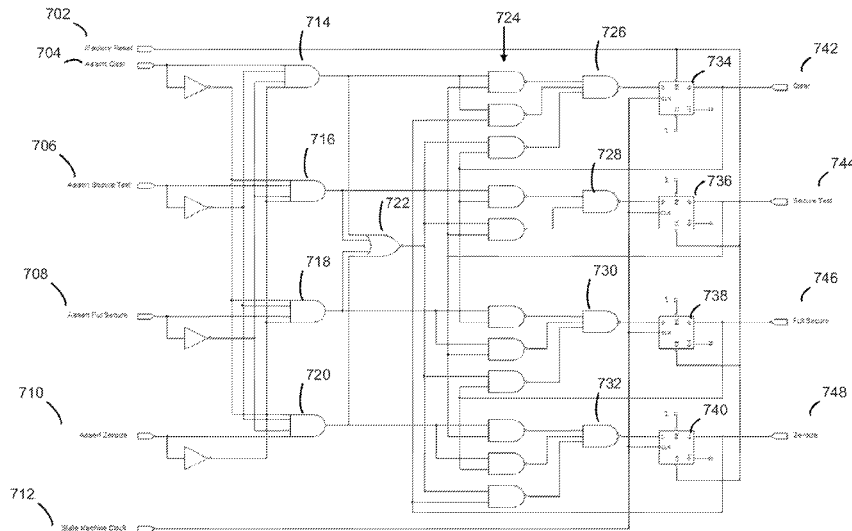 702
Factory Reset
704
Assert Clear
706
Assert Secure Test
708
Assert Full Secure
710
Assert Zeroize
712
State Machine Clock
714
716
718
720
722
724
726
728
730
732
734
736
738
740
742
744
Secure Test
746
Full Secure
748
Zeroize